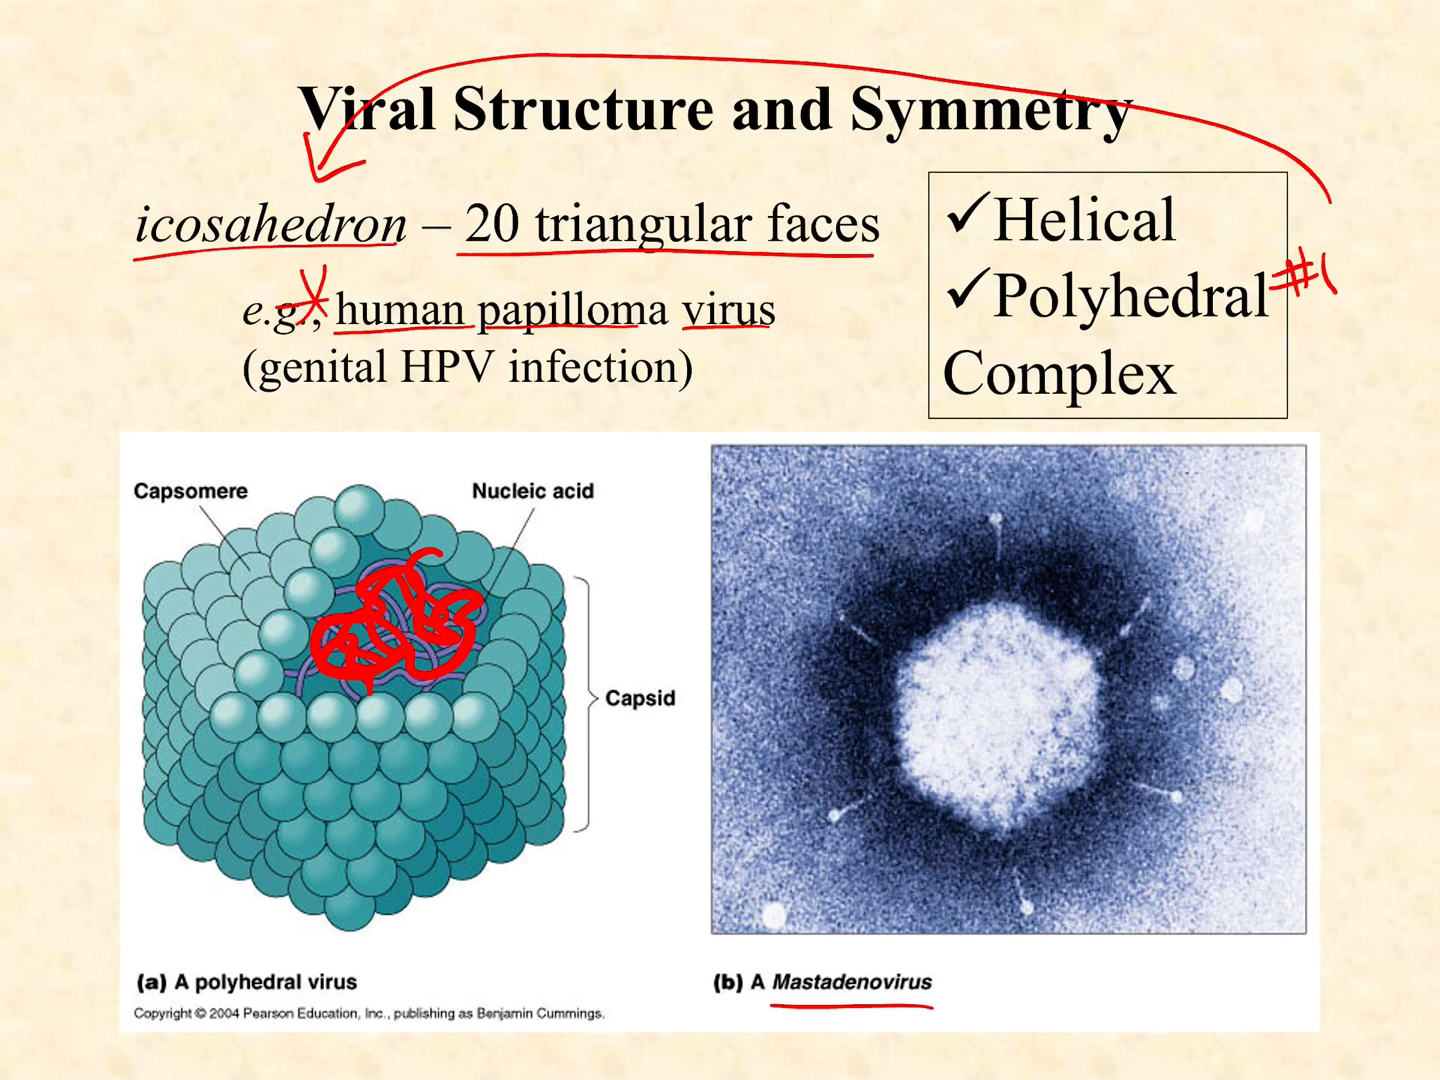 Viral Structure and Symmetry
icosahedron – 20 triangular faces
e.g., human papilloma virus
(genital HPV infection)
✓Helical
✓Polyhedral #1
Complex
Capsomere
Nucleic acid
Capsid
(a) A polyhedral virus
(b) A Mastadenovirus
Copyright © 2004 Pearson Education, Inc., publishing as Benjamin Cummings.